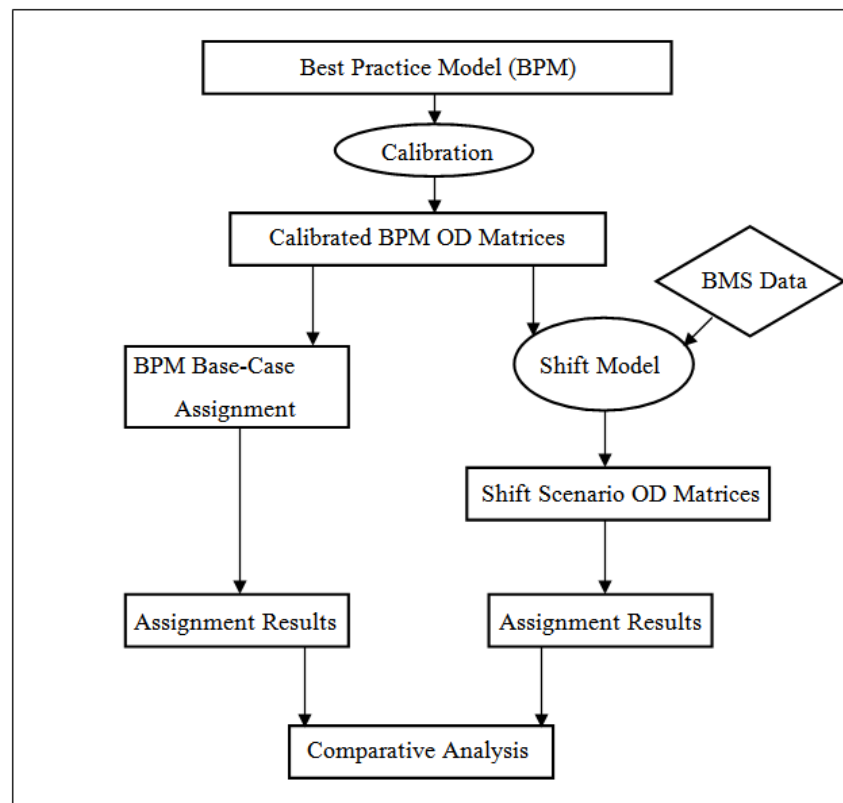 Best Practice Model (BPM)
Calibration
Calibrated BPM OD Matrices
BMS Data
BPM Base-Case
Assignment
Shift Model
Shift Scenario OD Matrices
Assignment Results
Assignment Results
Comparative Analysis